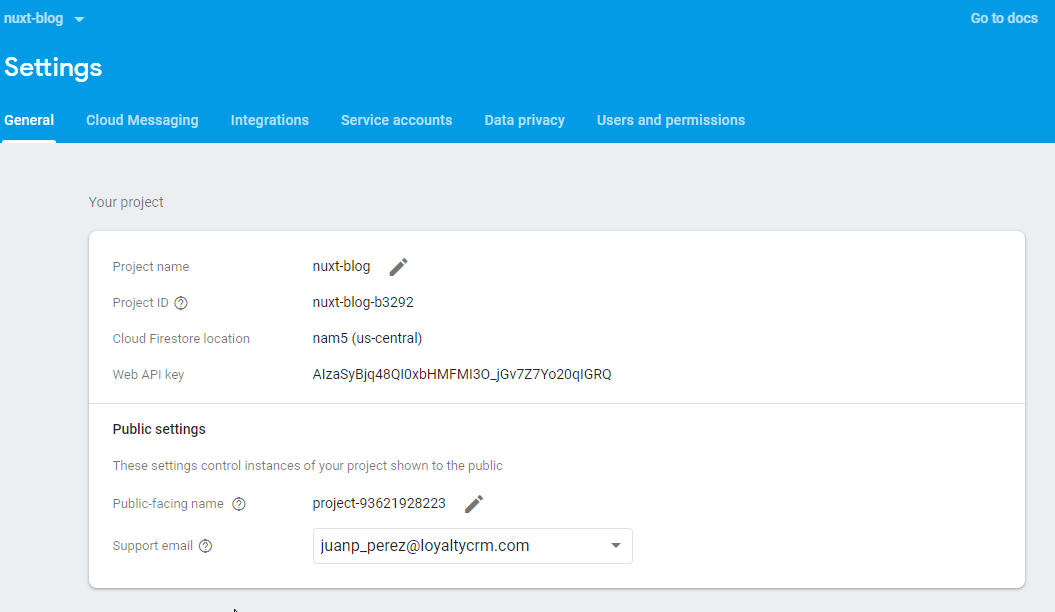 nuxt-blog Go to docs
Settings
General Cloud Messaging Integrations Service accounts Data privacy Users and permissions
Your project
Project name nuxt-blog
Project ID nuxt-blog-b3292
Cloud Firestore location nam5 (us-central)
Web API key AIzaSyBjq48QI0xbHMFMI3O_jGv7Z7Yo20qIGRQ
Public settings
These settings control instances of your project shown to the public
Public-facing name project-93621928223
Support email juanp_perez@loyaltycrm.com